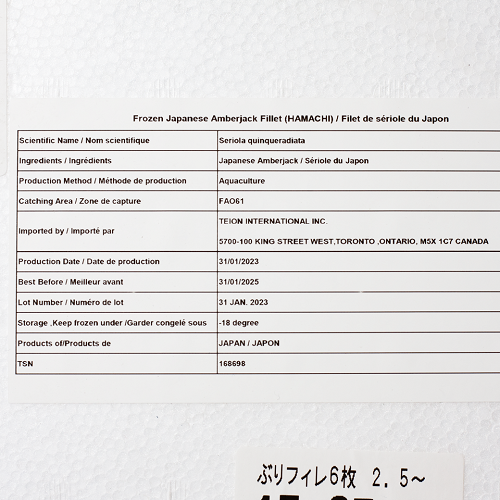 Frozen Japanese Amberjack Fillet (HAMACHI) / Filet de sériole du Japon
Scientific Name / Nom scientifique Seriola quinqueradiata
Ingredients / Ingrédients Japanese Amberjack / Sériole du Japon
Production Method / Méthode de production Aquaculture
Catching Area / Zone de capture FAO61
Imported by / Importé par TEION INTERNATIONAL INC.
5700-100 KING STREET WEST,TORONTO ,ONTARIO, M5X 1C7 CANADA
Production Date / Date de production 31/01/2023
Best Before / Meilleur avant 31/01/2025
Lot Number / Numéro de lot 31 JAN. 2023
Storage ,Keep frozen under /Garder congelé sous -18 degree
Products of/Products de JAPAN / JAPON
TSN 168698
ぶりフィレ6枚 2.5～